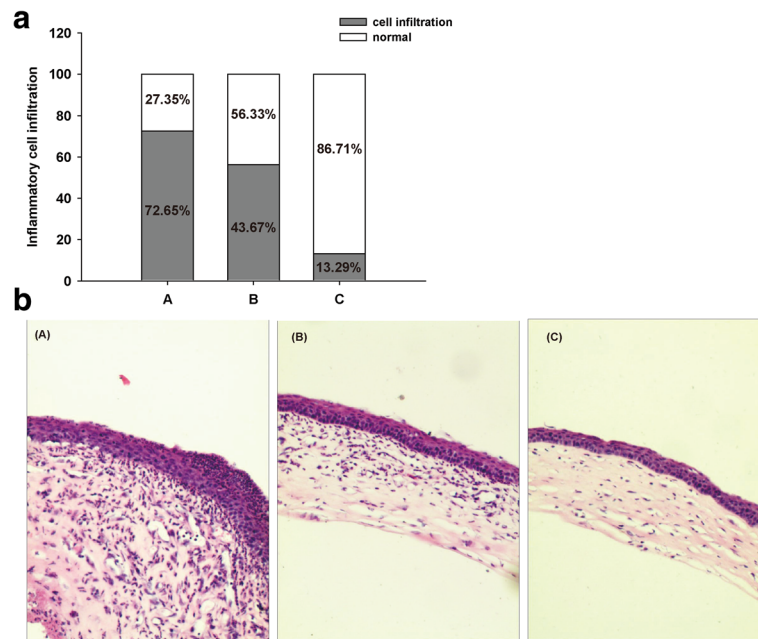 a
cell infiltration
normal
Inflammatory cell infiltration
120
100
80
60
40
20
0
27.35%
56.33%
86.71%
72.65%
43.67%
13.29%
A B C
b
(A) (B) (C)